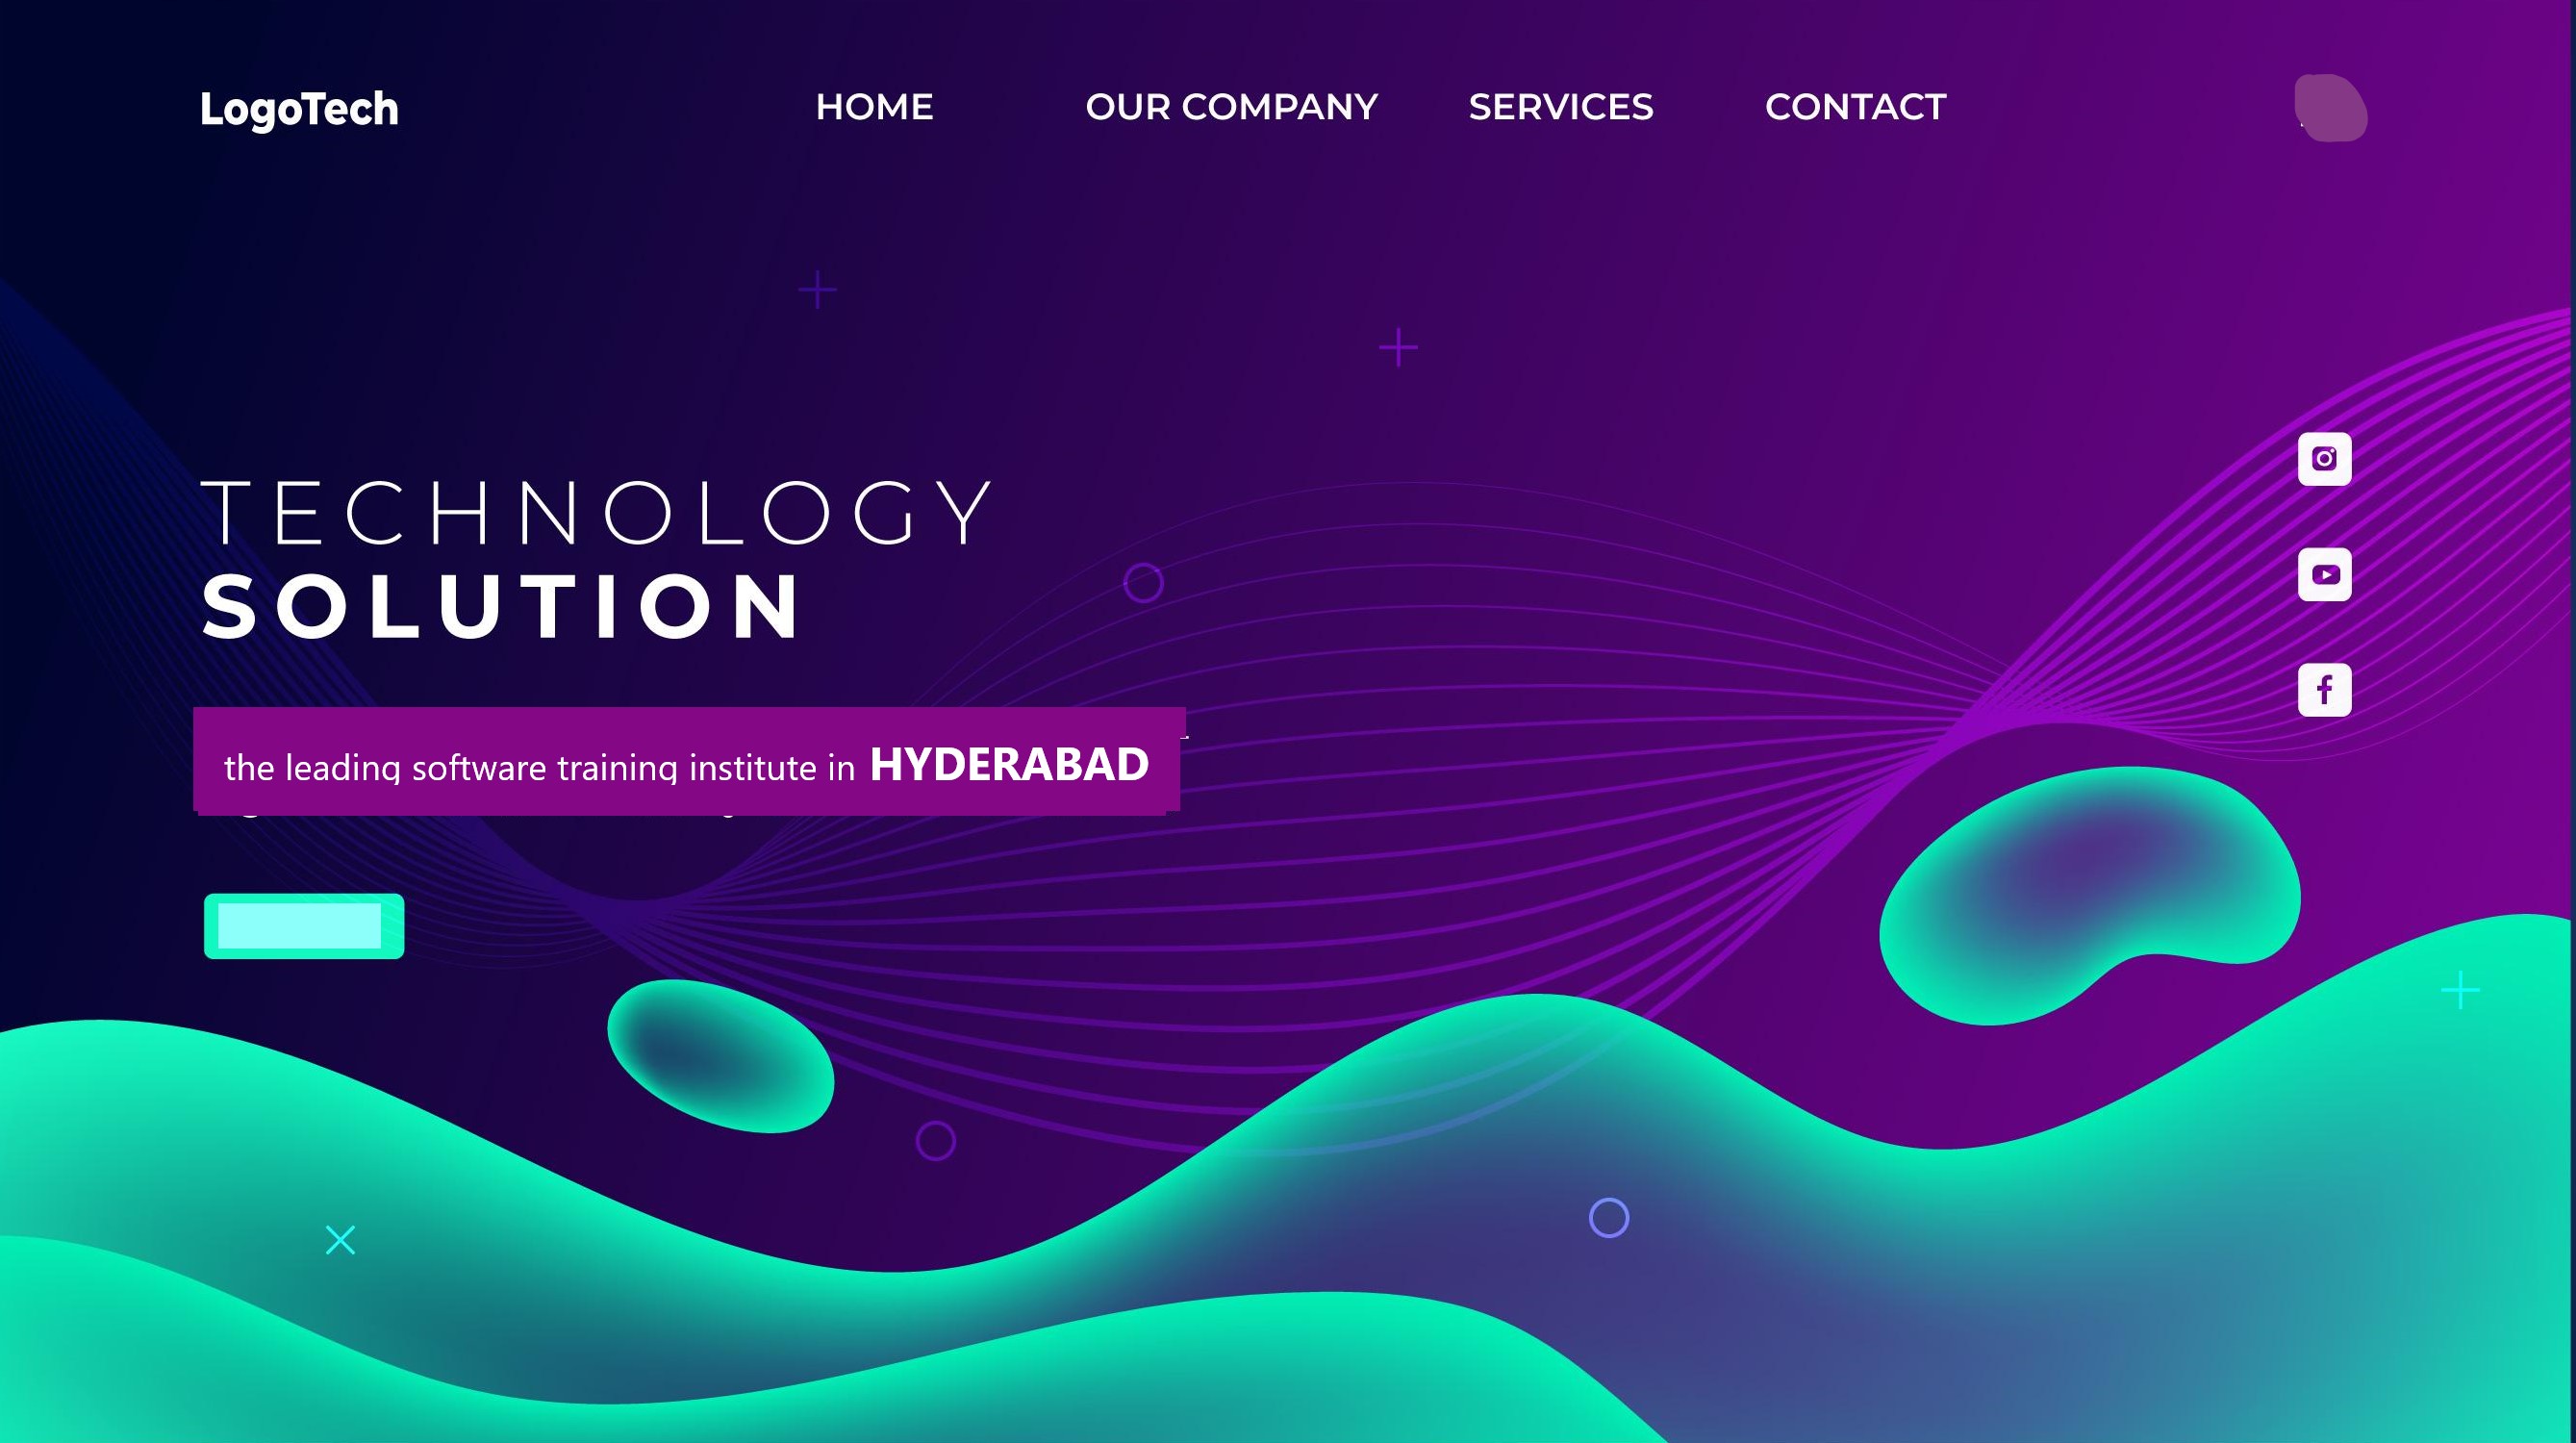 LogoTech
HOME
OUR COMPANY
SERVICES
CONTACT
TECHNOLOGY
SOLUTION
the leading software training institute in HYDERABAD